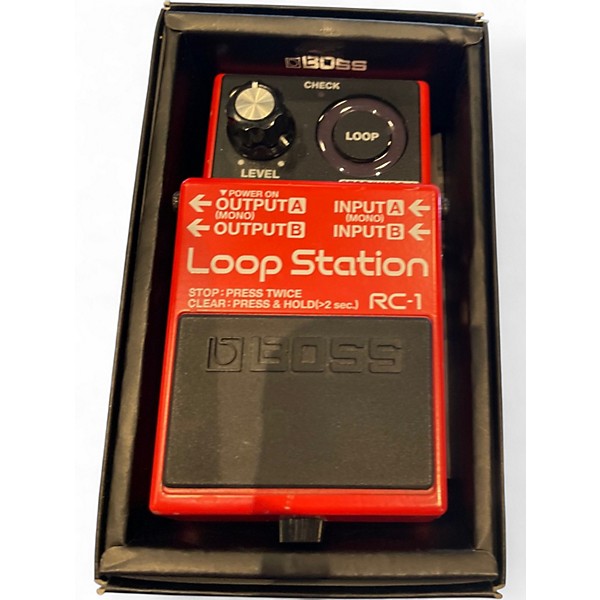 BOSS
CHECK
LOOP
LEVEL
▼POWER ON
← OUTPUT A INPUT A ←
(MONO) (MONO)
← OUTPUT B INPUT B ←
Loop Station
STOP:PRESS TWICE
CLEAR:PRESS & HOLD(>2 sec.) RC-1
BOSS